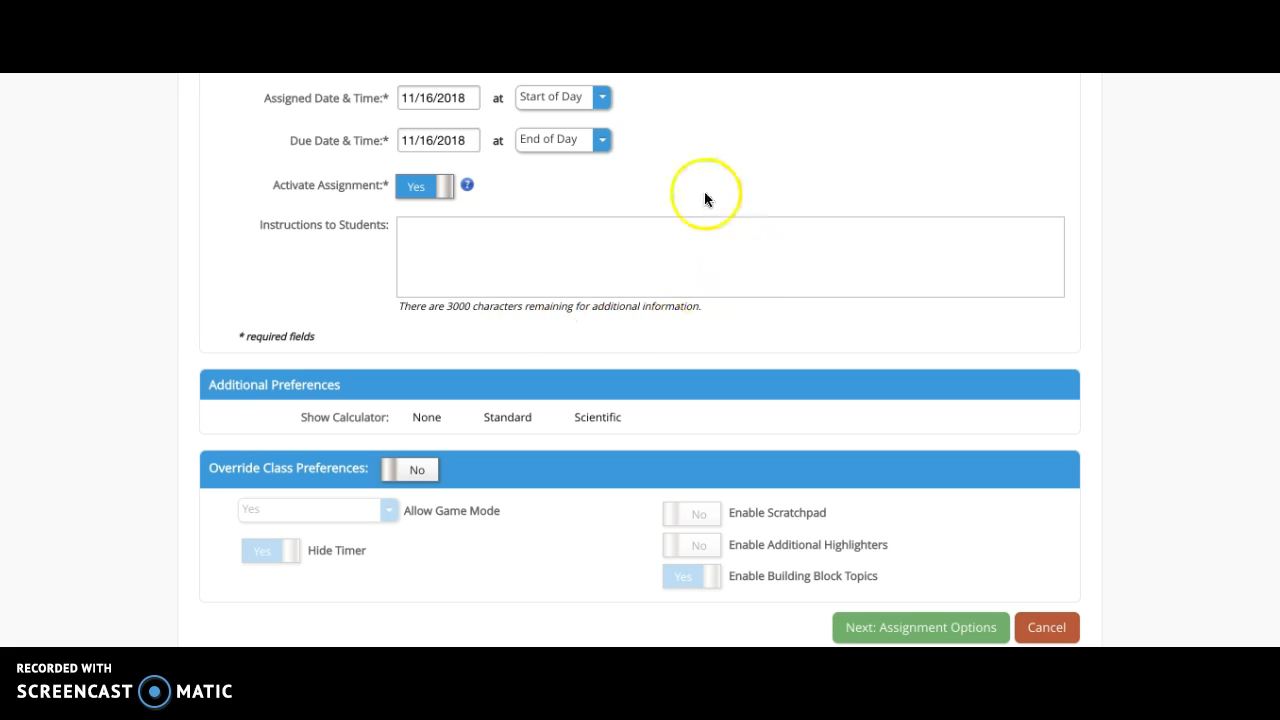 Assigned Date & Time:* 11/16/2018 at Start of Day
Due Date & Time:* 11/16/2018 at End of Day
Activate Assignment:* Yes ?
Instructions to Students:
There are 3000 characters remaining for additional information.
* required fields
Additional Preferences
Show Calculator: None Standard Scientific
Override Class Preferences: No
Yes Allow Game Mode No Enable Scratchpad
Yes Hide Timer No Enable Additional Highlighters
Yes Enable Building Block Topics
Next: Assignment Options Cancel
RECORDED WITH
SCREENCAST MATIC